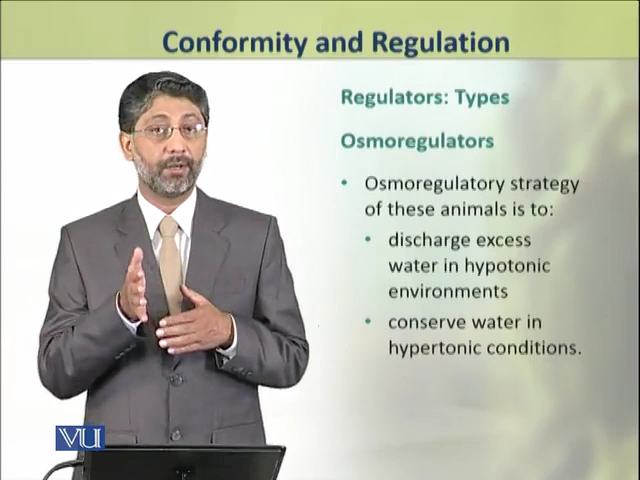 Conformity and Regulation
Regulators: Types
Osmoregulators
• Osmoregulatory strategy
of these animals is to:
• discharge excess
water in hypotonic
environments
• conserve water in
hypertonic conditions.
VU